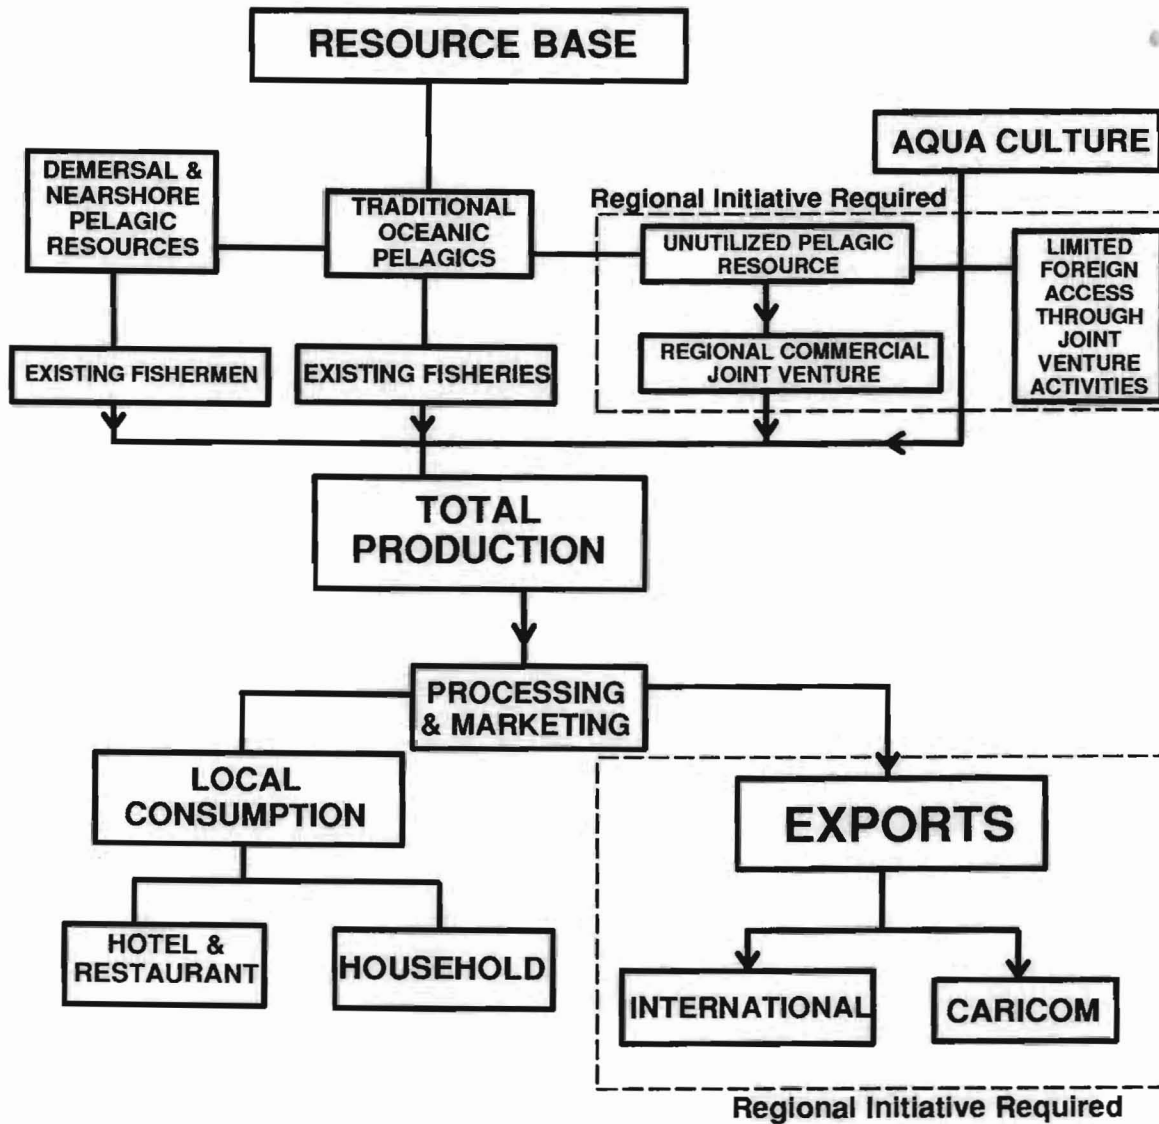 RESOURCE BASE
AQUA CULTURE
DEMERSAL &
NEARSHORE
PELAGIC
RESOURCES
TRADITIONAL
OCEANIC
PELAGICS
Regional Initiative Required
UNUTILIZED PELAGIC
RESOURCE
LIMITED
FOREIGN
ACCESS
THROUGH
JOINT
VENTURE
ACTIVITIES
EXISTING FISHERMEN
EXISTING FISHERIES
REGIONAL COMMERCIAL
JOINT VENTURE
TOTAL
PRODUCTION
PROCESSING
& MARKETING
LOCAL
CONSUMPTION
EXPORTS
HOTEL &
RESTAURANT
HOUSEHOLD
INTERNATIONAL
CARICOM
Regional Initiative Required